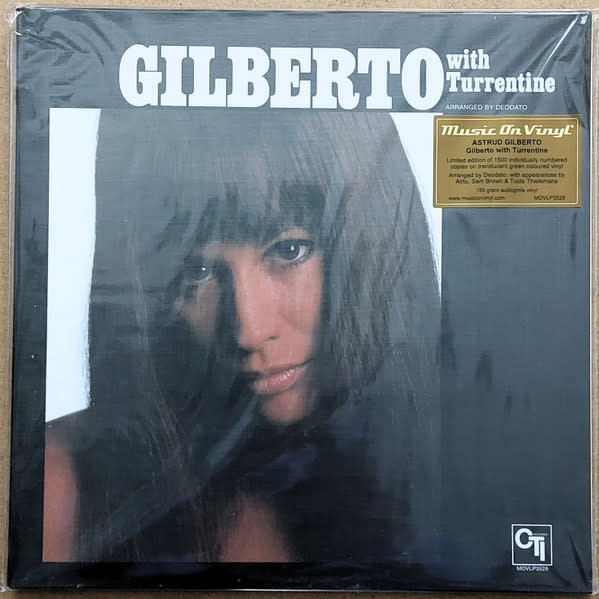 GILBERTO with
Turrentine
ARRANGED BY DEODATO
Music On Vinyl
ASTRUD GILBERTO
Gilberto with Turrentine
Limited edition of 1500 individually numbered
copies on translucent green coloured vinyl
Arranged by Deodato, with appearances by
Airto, Sam Brown & Toots Thielemans
180 gram audiophile vinyl
www.musiconvinyl.com MOVLP3529
CTI
MOVLP3529